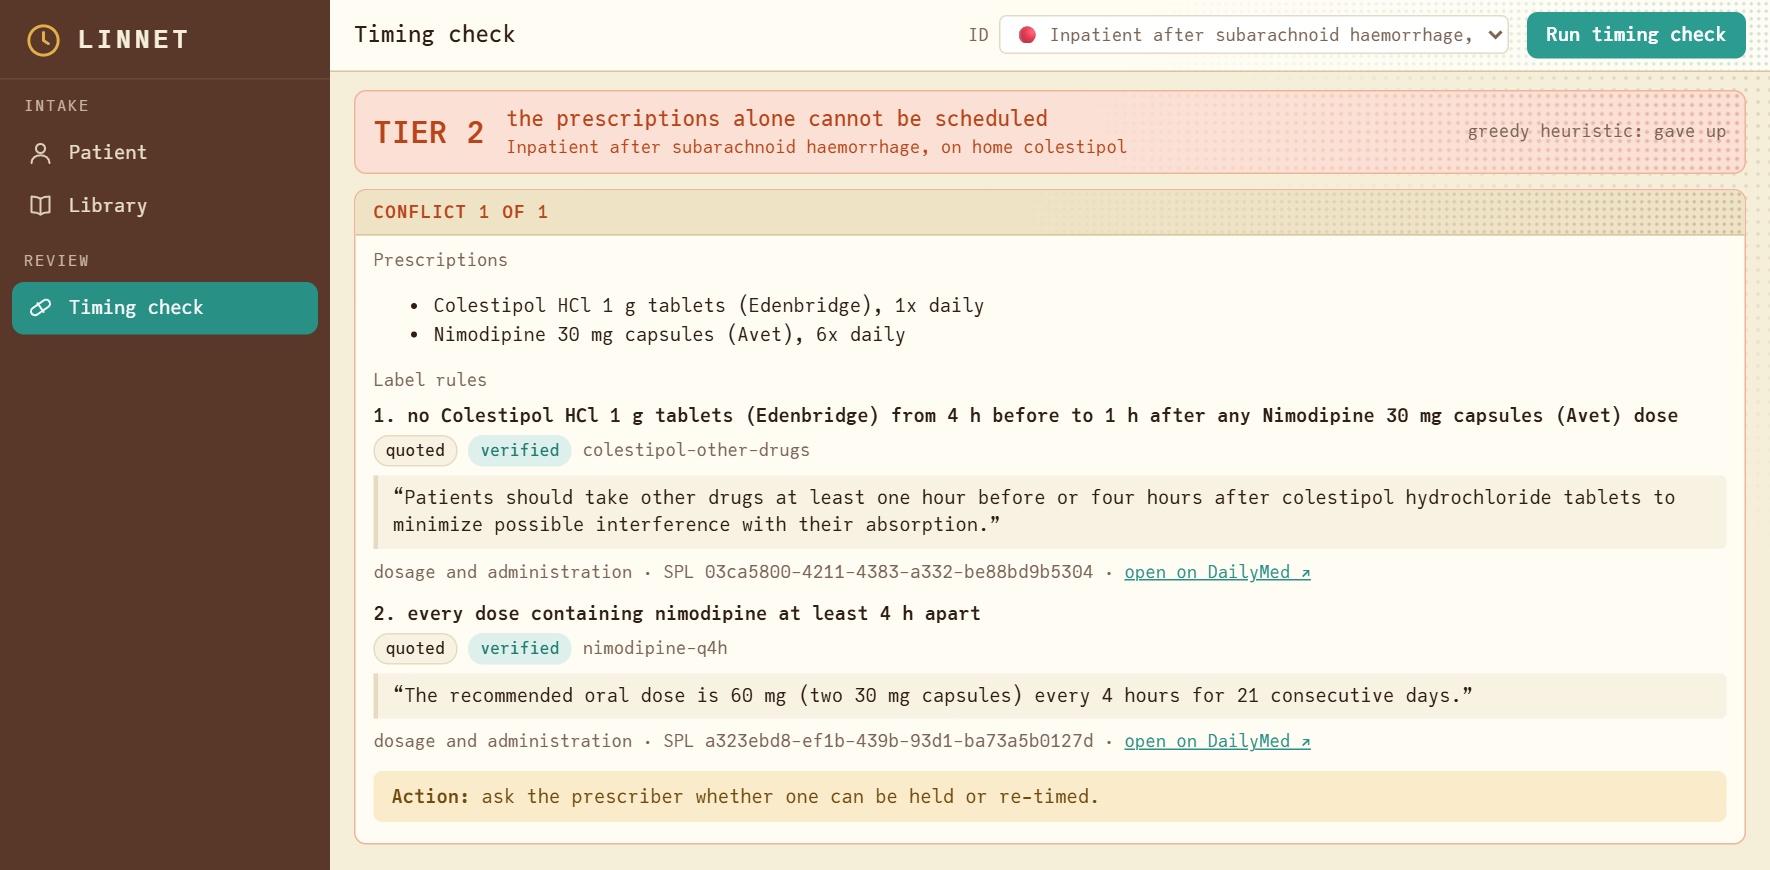 LINNET
INTAKE
Patient
Library
REVIEW
Timing check
Timing check
ID
Inpatient after subarachnoid haemorrhage,
Run timing check
TIER 2
the prescriptions alone cannot be scheduled
Inpatient after subarachnoid haemorrhage, on home colestipol
greedy heuristic: gave up
CONFLICT 1 OF 1
Prescriptions
• Colestipol HCl 1 g tablets (Edenbridge), 1x daily
• Nimodipine 30 mg capsules (Avet), 6x daily
Label rules
1. no Colestipol HCl 1 g tablets (Edenbridge) from 4 h before to 1 h after any Nimodipine 30 mg capsules (Avet) dose
quoted verified colestipol-other-drugs
“Patients should take other drugs at least one hour before or four hours after colestipol hydrochloride tablets to
minimize possible interference with their absorption.”
dosage and administration · SPL 03ca5800-4211-4383-a332-be88bd9b5304 · open on DailyMed ↗
2. every dose containing nimodipine at least 4 h apart
quoted verified nimodipine-q4h
“The recommended oral dose is 60 mg (two 30 mg capsules) every 4 hours for 21 consecutive days.”
dosage and administration · SPL a323ebd8-ef1b-439b-93d1-ba73a5b0127d · open on DailyMed ↗
Action: ask the prescriber whether one can be held or re-timed.